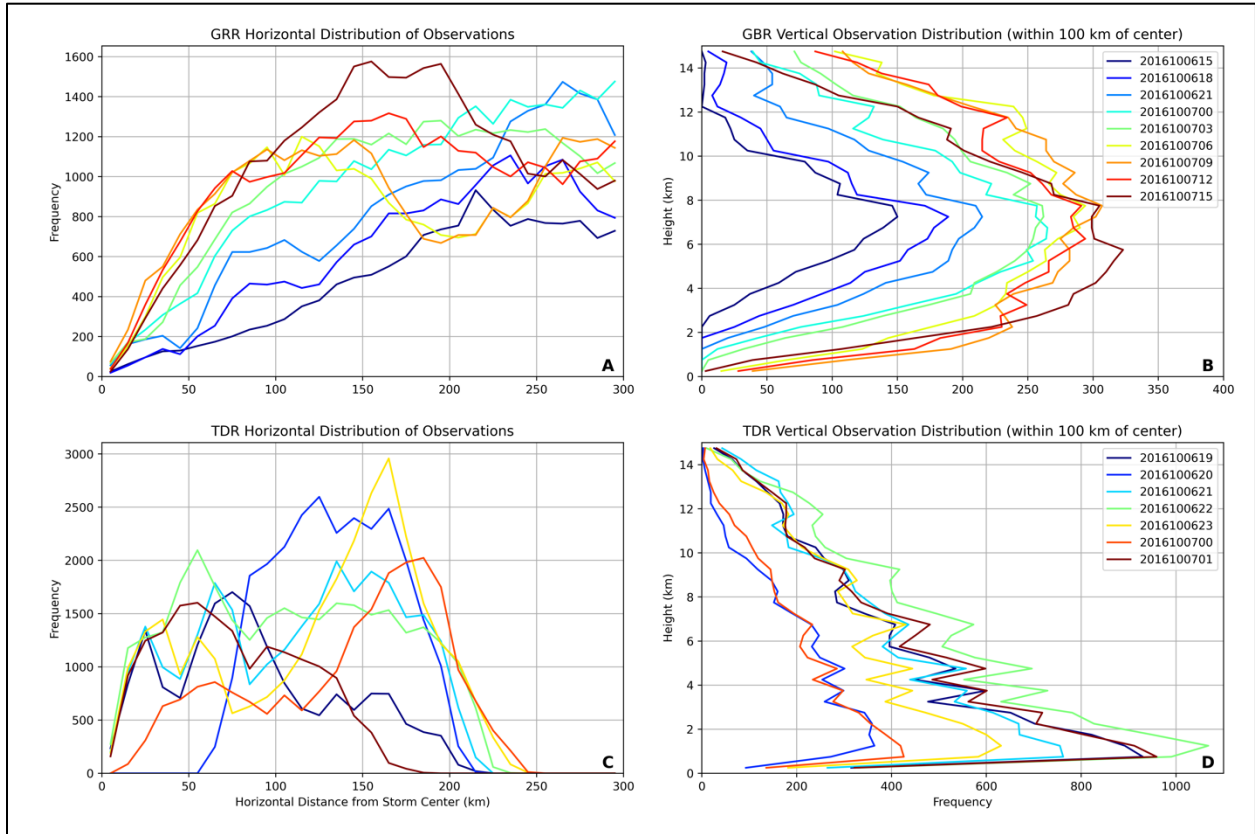 GRR Horizontal Distribution of Observations
Frequency
1600
1400
1200
1000
800
600
400
200
0
0 50 100 150 200 250 300
A
GBR Vertical Observation Distribution (within 100 km of center)
Height (km)
14
12
10
8
6
4
2
0
0 50 100 150 200 250 300 350 400
2016100615
2016100618
2016100621
2016100700
2016100703
2016100706
2016100709
2016100712
2016100715
B
TDR Horizontal Distribution of Observations
Frequency
3000
2500
2000
1500
1000
500
0
0 50 100 150 200 250 300
Horizontal Distance from Storm Center (km)
C
TDR Vertical Observation Distribution (within 100 km of center)
Height (km)
14
12
10
8
6
4
2
0
0 200 400 600 800 1000
Frequency
2016100619
2016100620
2016100621
2016100622
2016100623
2016100700
2016100701
D